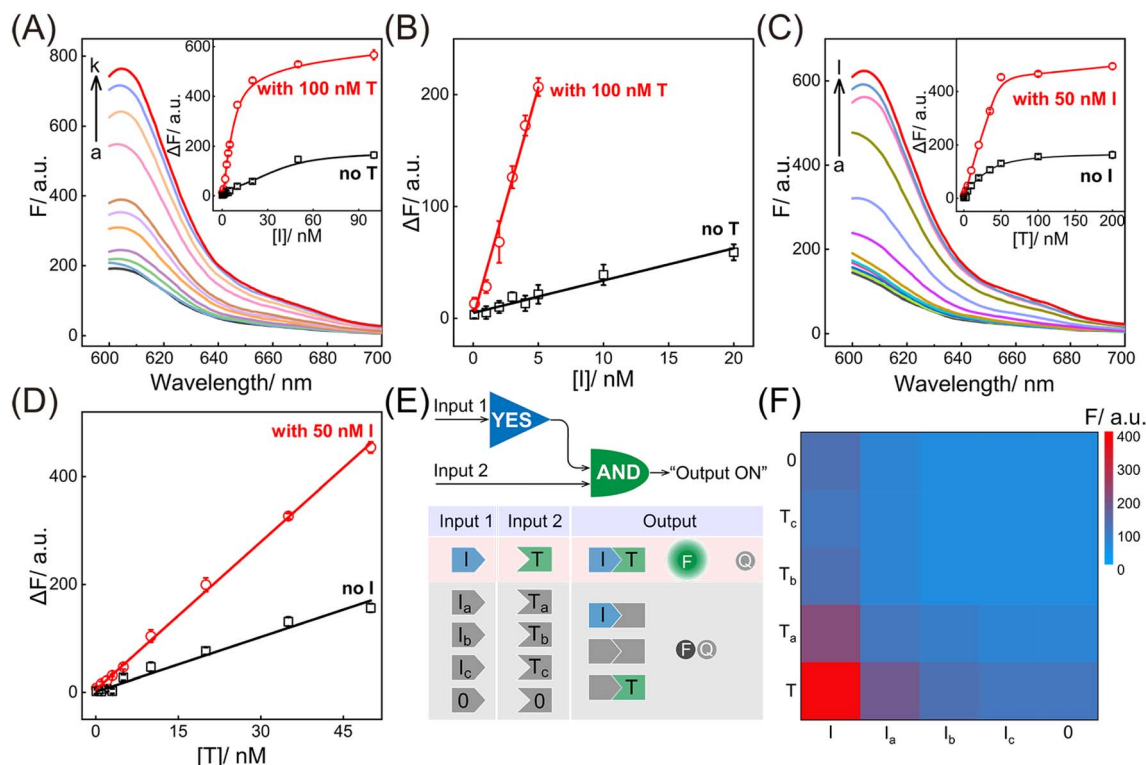 (A)
F/ a.u.
800
600
400
200
0
k
a
600
620
640
660
680
700
Wavelength/ nm
ΔF/ a.u.
600
400
200
0
with 100 nM T
no T
0
30
60
90
[I]/ nM
(B)
ΔF/ a.u.
200
100
0
with 100 nM T
no T
0
5
10
15
20
[I]/ nM
(C)
F/ a.u.
600
400
200
0
l
a
600
620
640
660
680
700
Wavelength/ nm
ΔF/ a.u.
600
400
200
0
with 50 nM I
no I
0
50
100
150
200
[T]/ nM
(D)
ΔF/ a.u.
400
200
0
with 50 nM I
no I
0
15
30
45
[T]/ nM
(E)
Input 1
YES
Input 2
AND
"Output ON"
Input 1 Input 2 Output
I T I T F Q
Ia Ta I
Ib Tb F Q
Ic Tc
0 0 T
(F)
F/ a.u.
400
300
200
100
0
0
Tc
Tb
Ta
T
I Ia Ib Ic 0